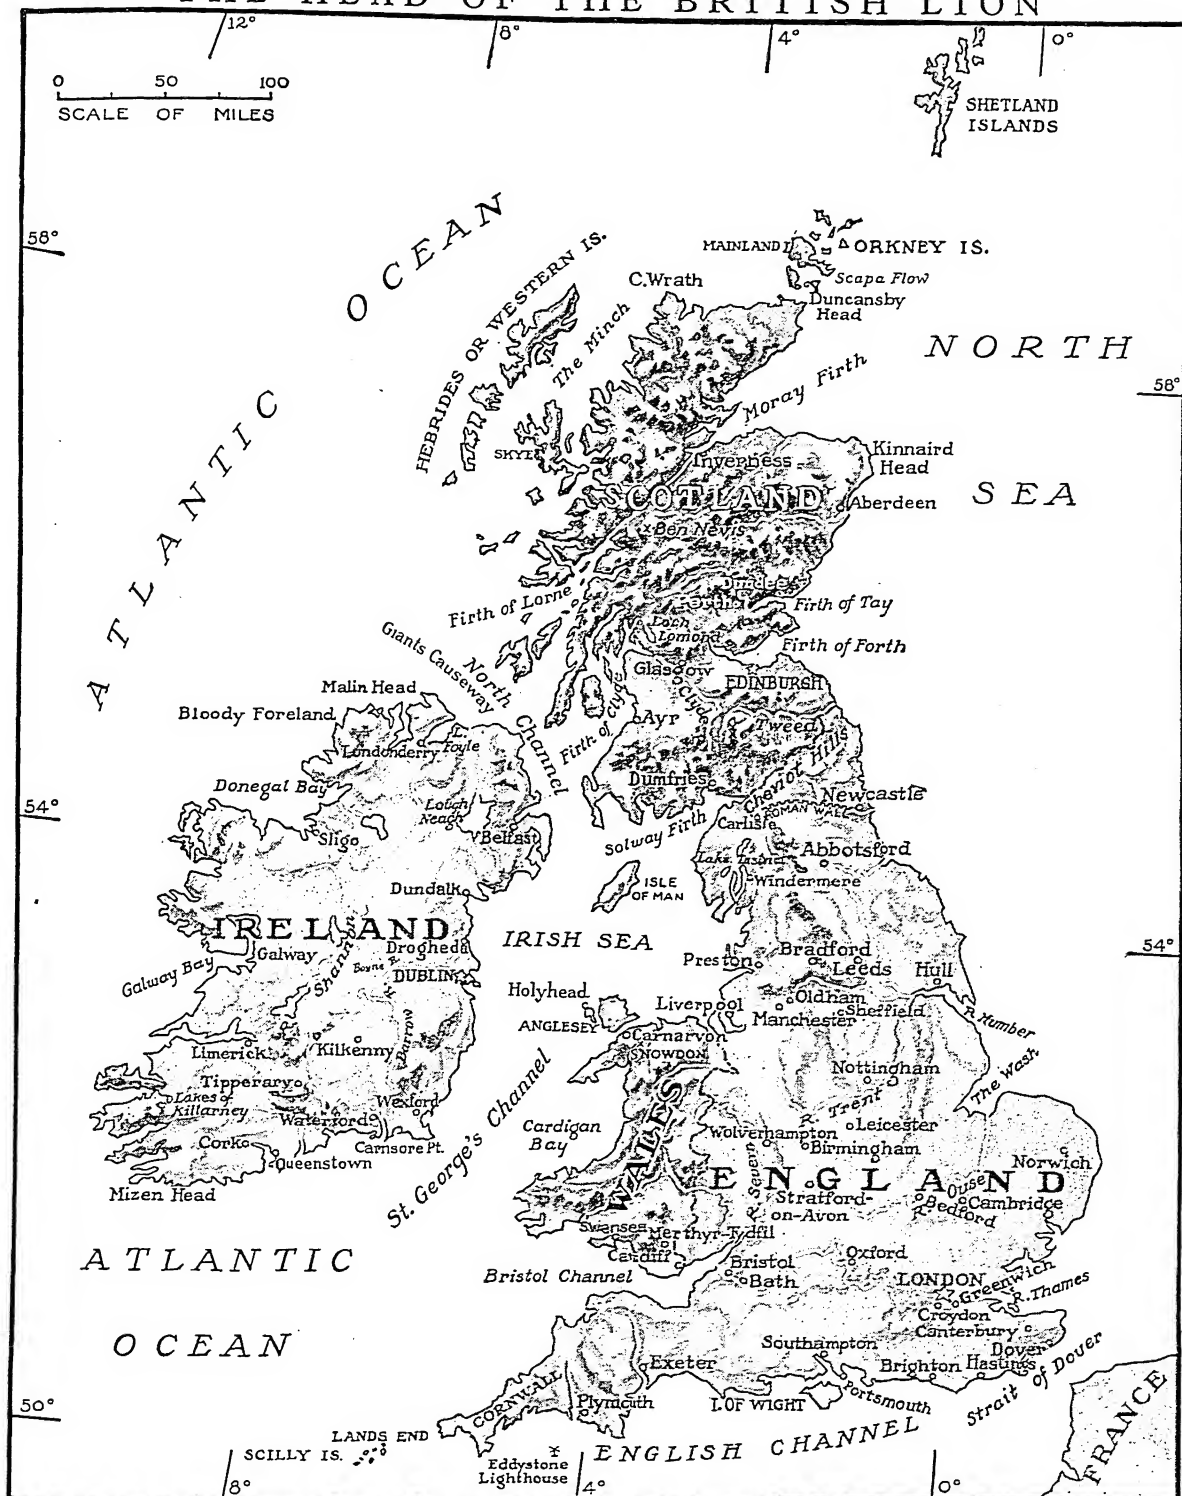 THE HEAD OF THE BRITISH LION
12°
8°
4°
0°
0 50 100
SCALE OF MILES
SHETLAND
ISLANDS
58°
ATLANTIC OCEAN
HEBRIDES OR WESTERN IS.
The Minch
C.Wrath
MAINLAND I.
ORKNEY IS.
Scapa Flow
Duncansby
Head
NORTH
SEA
58°
Moray Firth
SKYE
Inverness
Kinnaird
Head
SCOTLAND
Aberdeen
Ben Nevis
Dundee
Firth of Lorne
Firth of Tay
Loch
Lomond
Firth of Forth
Giants Causeway
North Channel
Glasgow
EDINBURGH
Malin Head
Bloody Foreland
Clyde
Firth of Clyde
Ayr
Tweed
L.
Foyle
Londonderry
Cheviot Hills
Dumfries
Donegal Bay
54°
Lough
Neagh
Newcastle
ROMAN WALL
Carlisle
Solway Firth
Sligo
Belfast
Abbotsford
Lake District
Windermere
ISLE
OF MAN
Dundalk
IRELAND
IRISH SEA
54°
Galway
Shannon
Drogheda
Boyne R.
Galway Bay
DUBLIN
Preston
Bradford
Leeds
Hull
Holyhead
Liverpool
Oldham
Manchester
Sheffield
R. Humber
ANGLESEY
Carnarvon
SNOWDON
Limerick
Kilkenny
R. Barrow
Nottingham
The Wash
Tipperary
Lakes of
Killarney
Wexford
Waterford
St. George's Channel
Cardigan
Bay
WALES
R. Trent
Leicester
Wolverhampton
Birmingham
Cork
Carnsore Pt.
Queenstown
Mizen Head
R. Severn
ENGLAND
Norwich
Stratford-
on-Avon
R. Ouse
Bedford
Cambridge
Swansea
Merthyr-Tydfil
Cardiff
ATLANTIC
OCEAN
Bristol Channel
Bristol
Bath
Oxford
LONDON
Greenwich
R. Thames
Croydon
Canterbury
Dover
Southampton
Brighton
Hastings
Strait of Dover
Exeter
CORNWALL
Plymouth
I. OF WIGHT
Portsmouth
50°
LANDS END
SCILLY IS.
Eddystone
Lighthouse
ENGLISH CHANNEL
FRANCE
8°
4°
0°